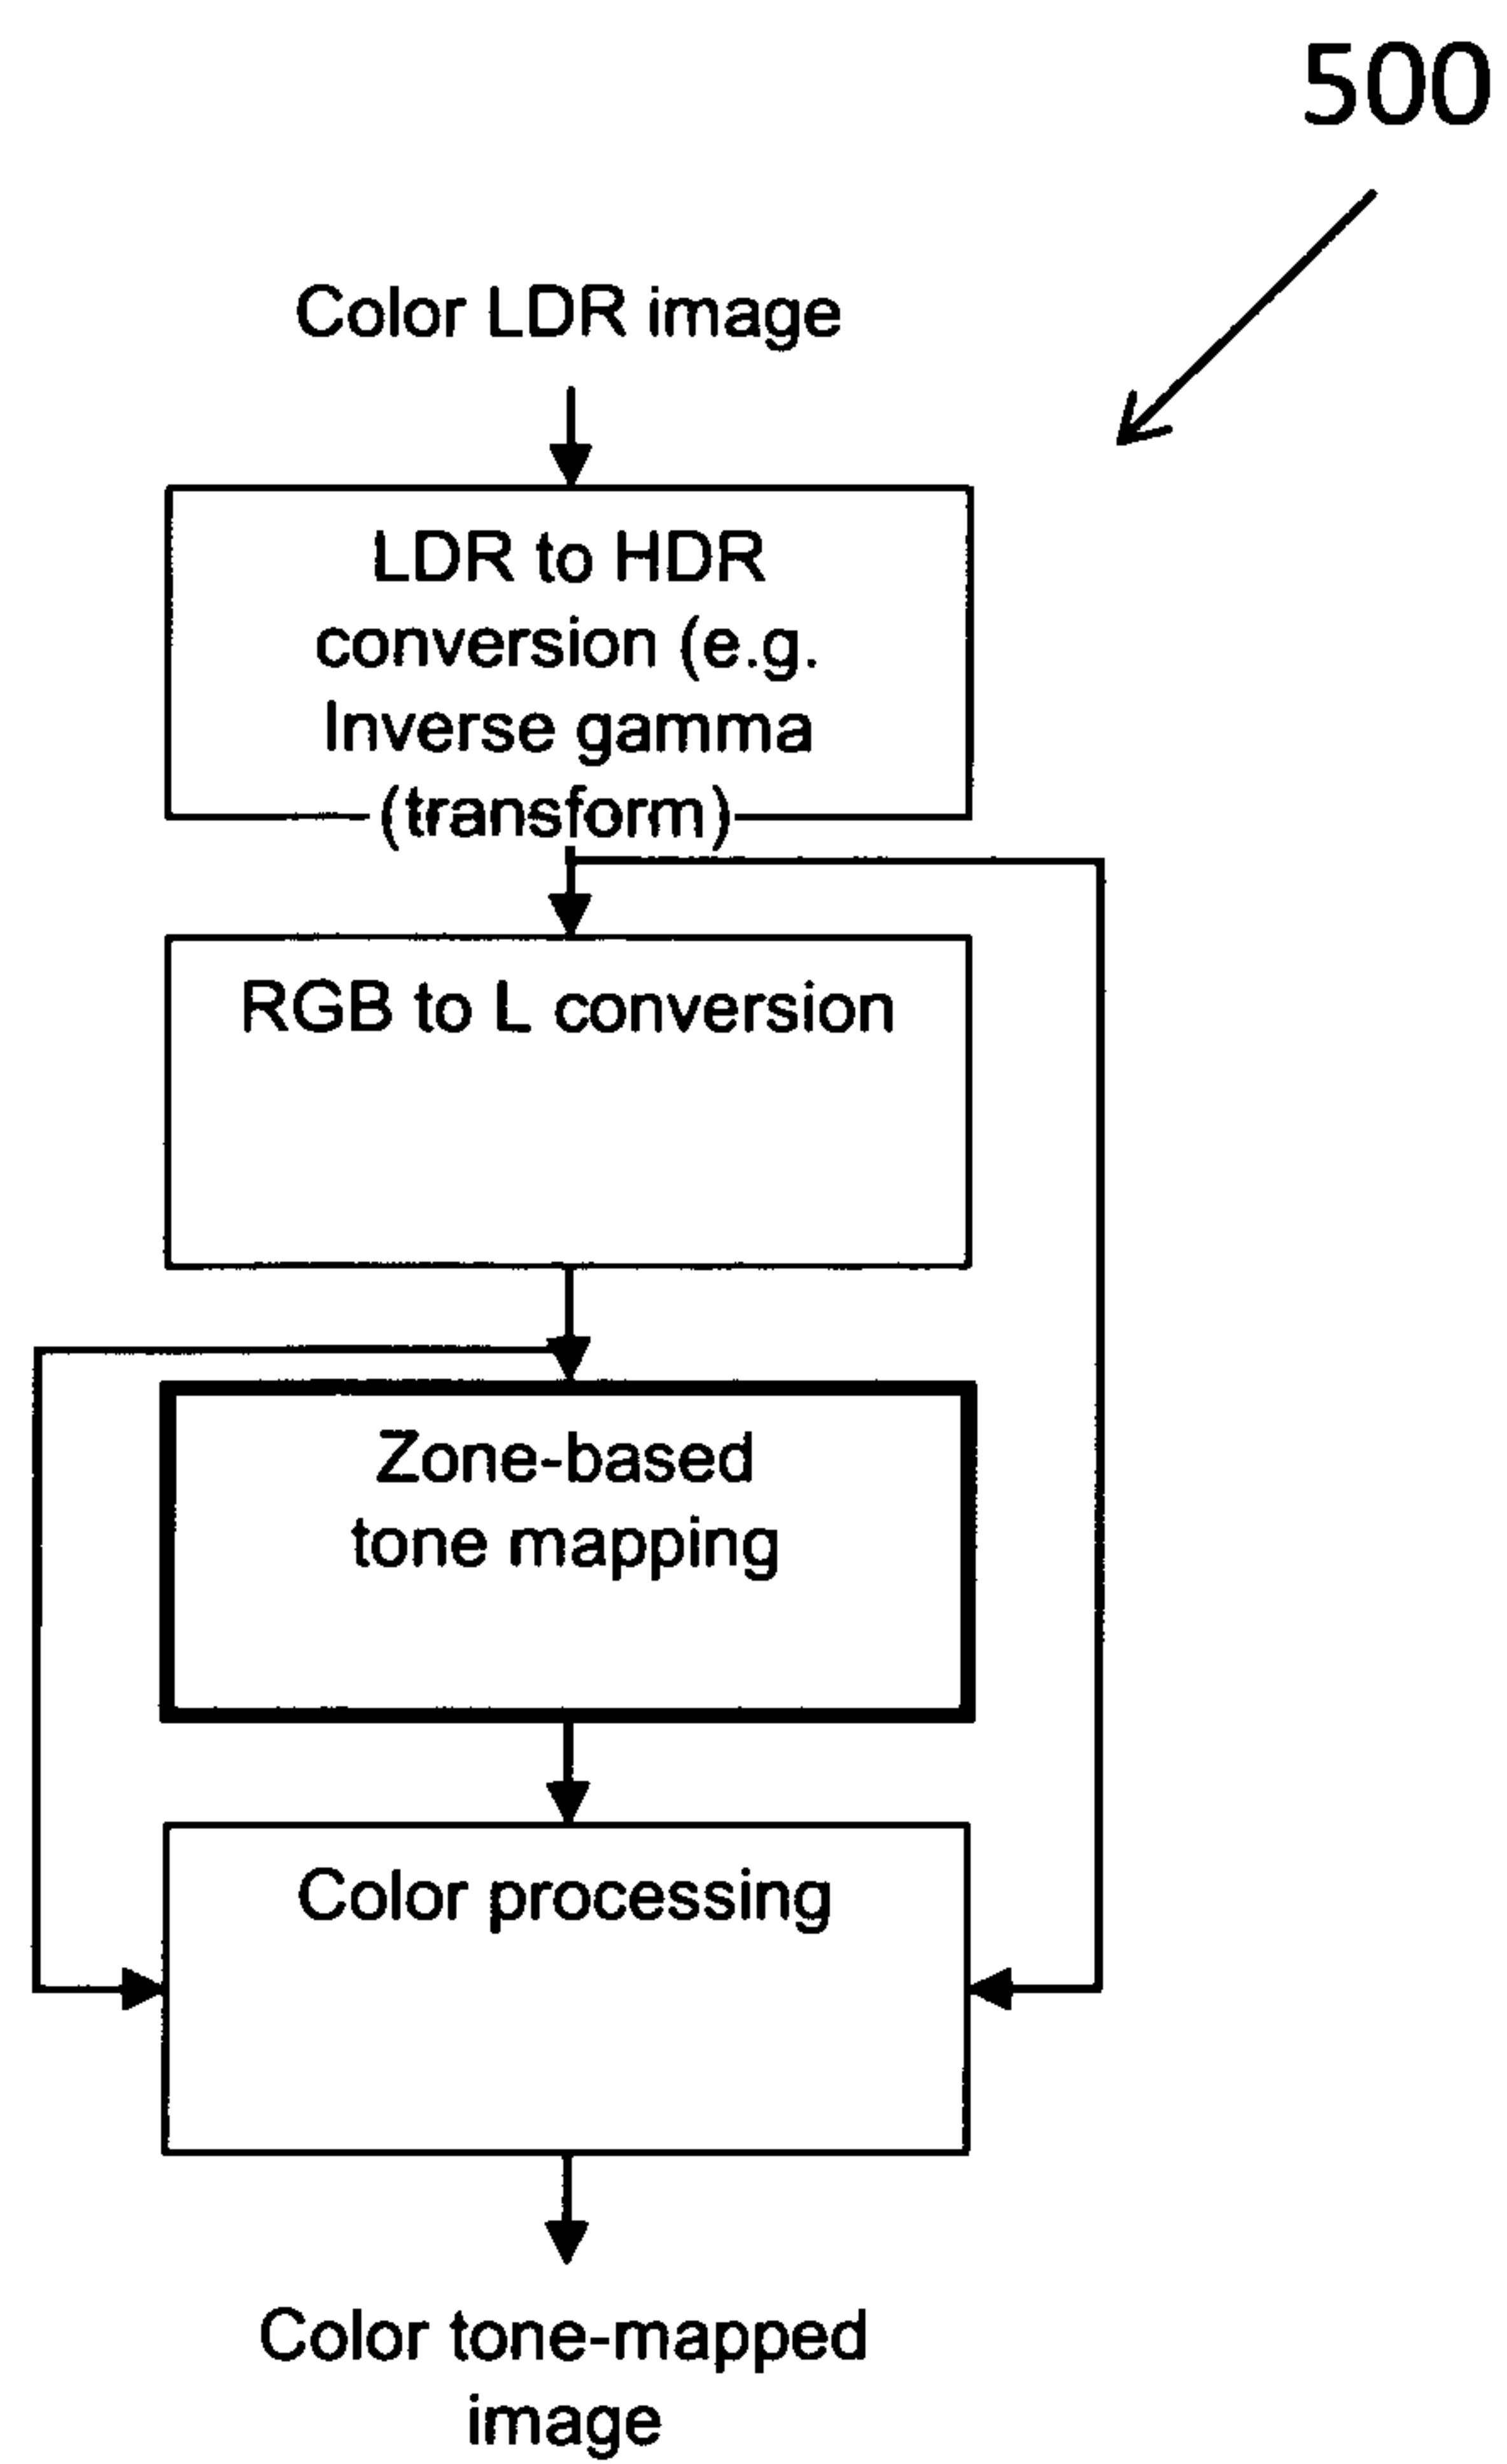 500
Color LDR image
LDR to HDR
conversion (e.g.
Inverse gamma
(transform)
RGB to L conversion
Zone-based
tone mapping
Color processing
Color tone-mapped
image